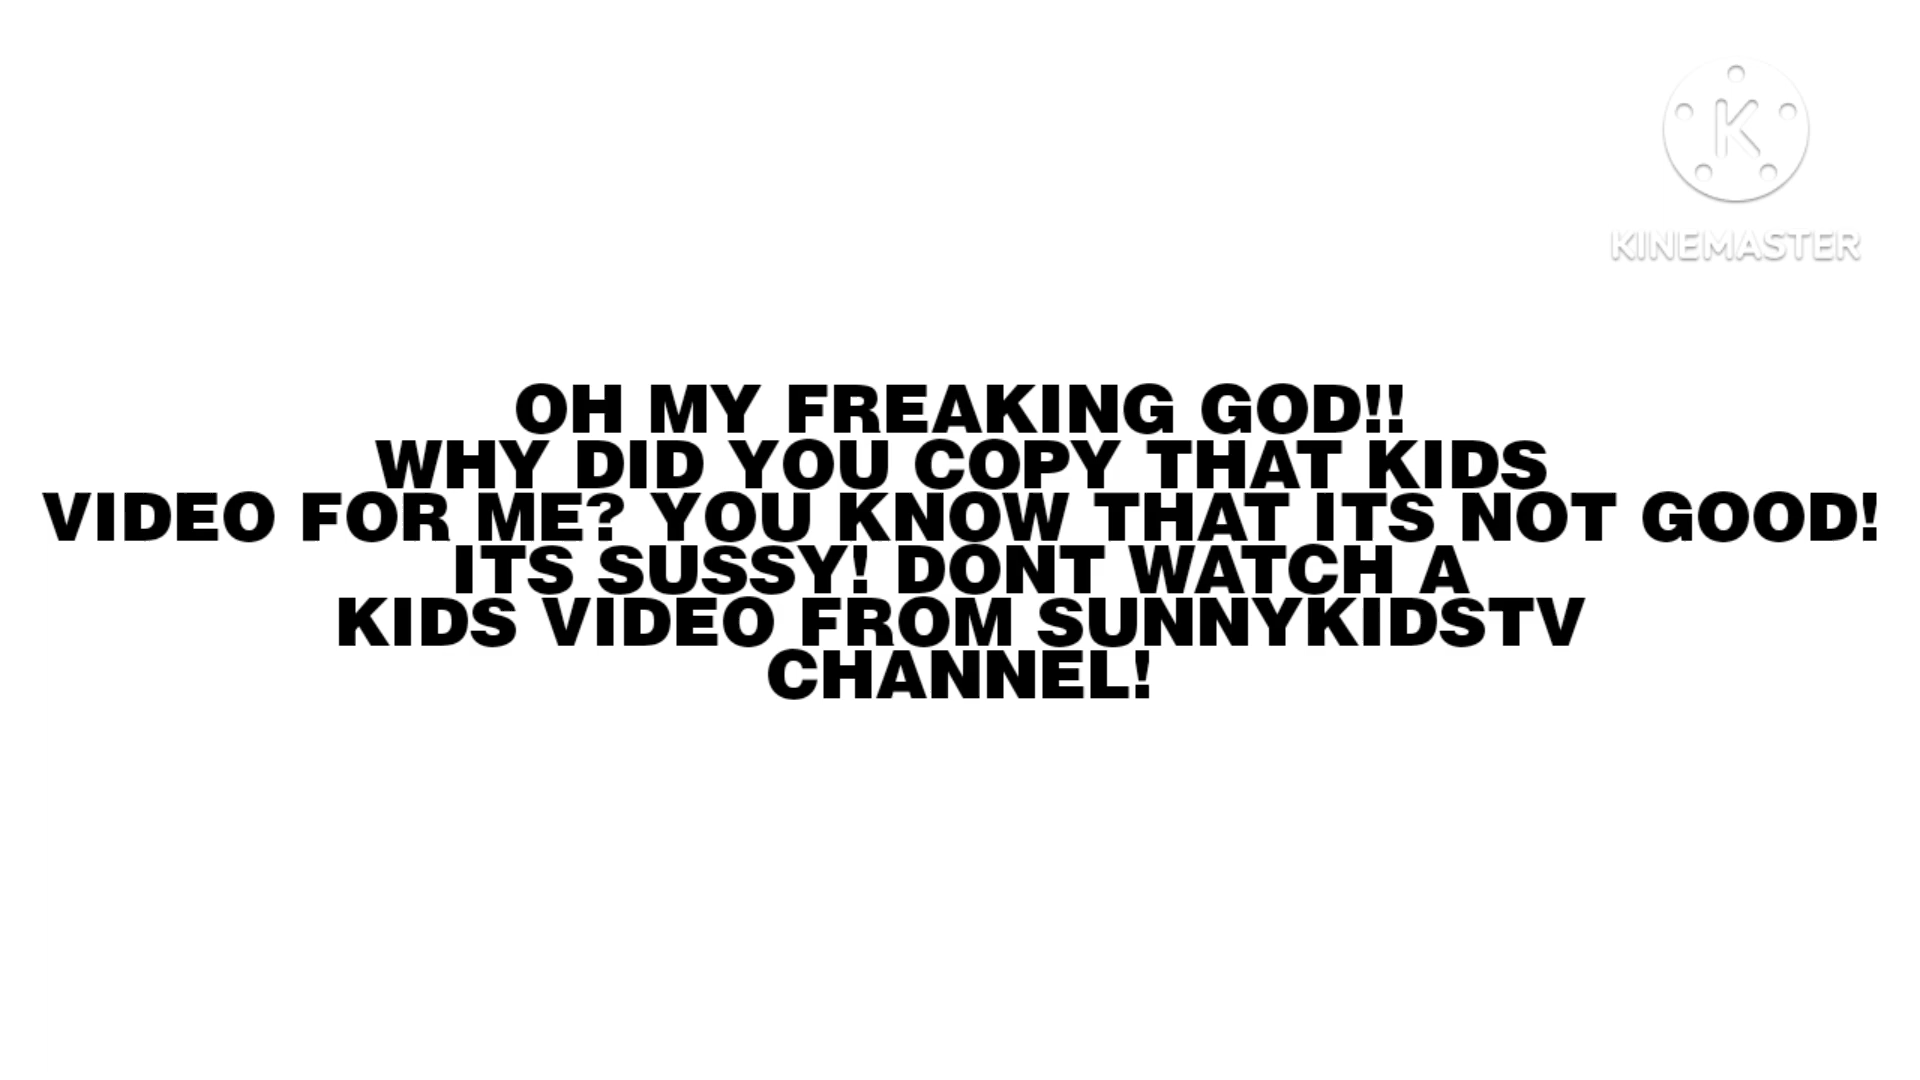 K
KINEMASTER
OH MY FREAKING GOD!!
WHY DID YOU COPY THAT KIDS
VIDEO FOR ME? YOU KNOW THAT ITS NOT GOOD!
ITS SUSSY! DONT WATCH A
KIDS VIDEO FROM SUNNYKIDSTV
CHANNEL!